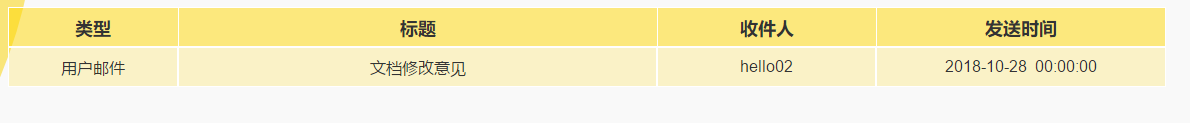 类型 标题 收件人 发送时间
用户邮件 文档修改意见 hello02 2018-10-28 00:00:00